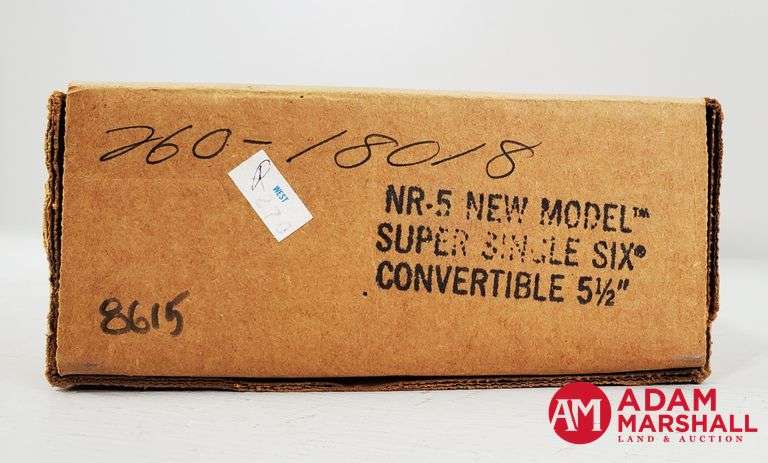 260-18018
WEST
NR-5 NEW MODEL™
SUPER SINGLE SIX®
CONVERTIBLE 5½"
8615
AM ADAM
MARSHALL
LAND & AUCTION